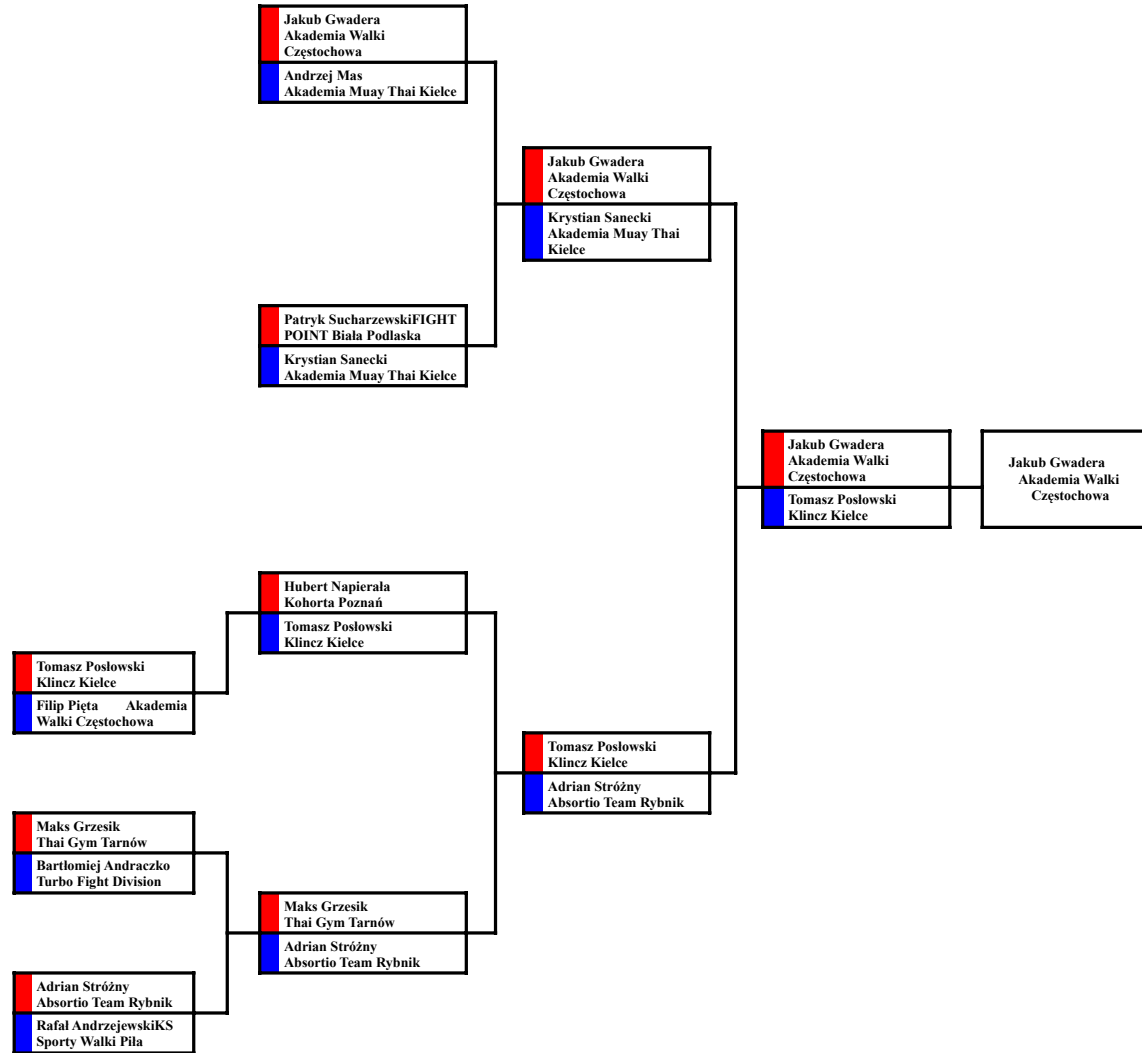 Jakub Gwadera
Akademia Walki
Częstochowa
Andrzej Mas
Akademia Muay Thai Kielce
Jakub Gwadera
Akademia Walki
Częstochowa
Krystian Sanecki
Akademia Muay Thai
Kielce
Patryk SucharzewskiFIGHT
POINT Biała Podlaska
Krystian Sanecki
Akademia Muay Thai Kielce
Jakub Gwadera
Akademia Walki
Częstochowa
Tomasz Posłowski
Klincz Kielce
Jakub Gwadera
Akademia Walki
Częstochowa
Hubert Napierała
Kohorta Poznań
Tomasz Posłowski
Klincz Kielce
Tomasz Posłowski
Klincz Kielce
Filip Pięta Akademia
Walki Częstochowa
Tomasz Posłowski
Klincz Kielce
Adrian Stróżny
Absortio Team Rybnik
Maks Grzesik
Thai Gym Tarnów
Bartłomiej Andraczko
Turbo Fight Division
Maks Grzesik
Thai Gym Tarnów
Adrian Stróżny
Absortio Team Rybnik
Adrian Stróżny
Absortio Team Rybnik
Rafał AndrzejewskiKS
Sporty Walki Piła